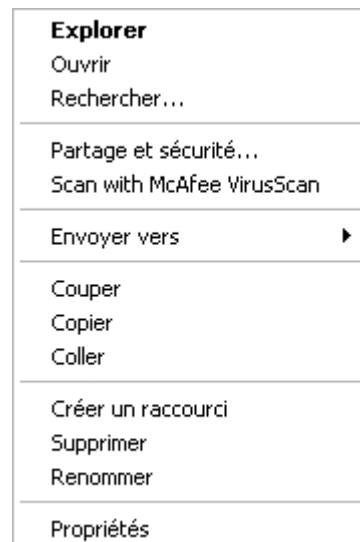 Explorer
Ouvrir
Rechercher...
Partage et sécurité...
Scan with McAfee VirusScan
Envoyer vers
Couper
Copier
Coller
Créer un raccourci
Supprimer
Renommer
Propriétés